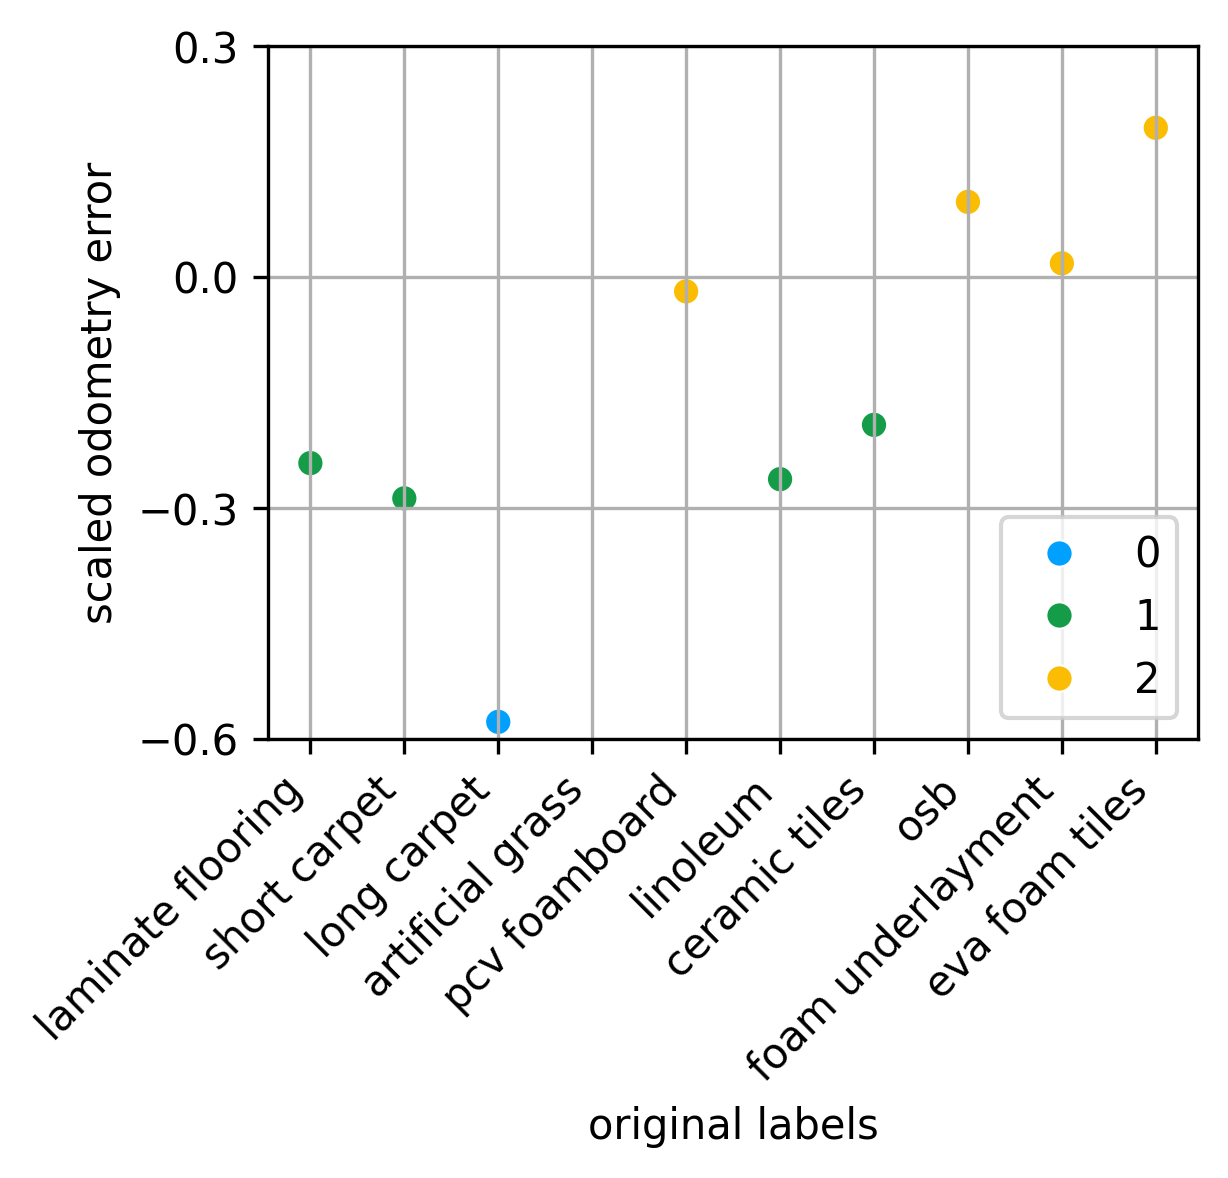 0.3
0.0
−0.3
−0.6
scaled odometry error
0
1
2
laminate flooring
short carpet
long carpet
artificial grass
pcv foamboard
linoleum
ceramic tiles
osb
foam underlayment
eva foam tiles
original labels